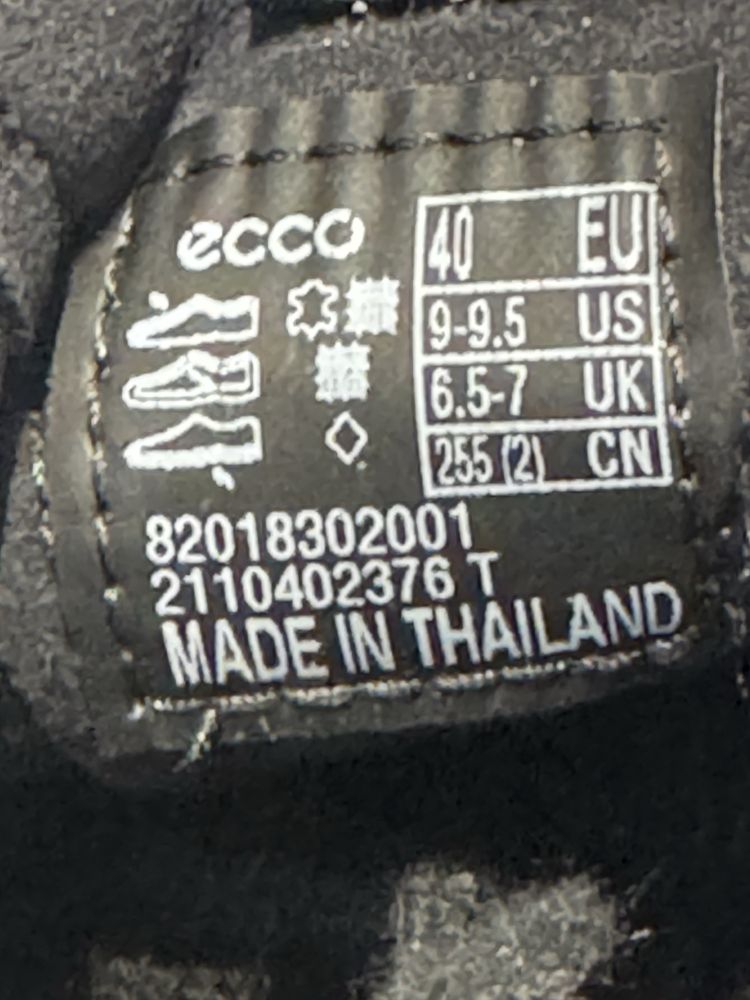 ecco
40 EU
9-9.5 US
6.5-7 UK
255 (2) CN
82018302001
2110402376 T
MADE IN THAILAND